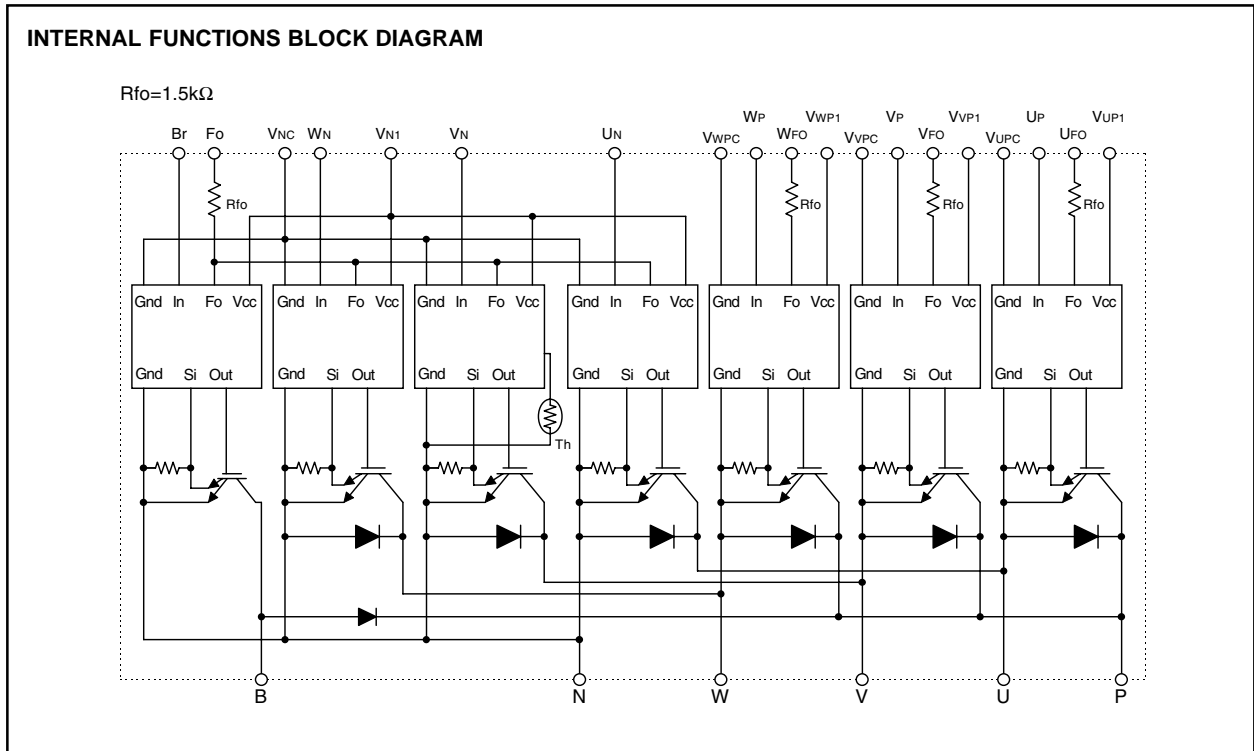 INTERNAL FUNCTIONS BLOCK DIAGRAM
Rfo=1.5kΩ
WP VWP1 VP VVP1 UP VUP1
Br FO VNC WN VN1 VN UN VWPC WFO VVPC VFO VUPC UFO
Rfo Rfo Rfo Rfo
Gnd In Fo Vcc Gnd In Fo Vcc Gnd In Fo Vcc Gnd In Fo Vcc Gnd In Fo Vcc Gnd In Fo Vcc Gnd In Fo Vcc
Gnd Si Out Gnd Si Out Gnd Si Out Gnd Si Out Gnd Si Out Gnd Si Out Gnd Si Out
Th
B N W V U P